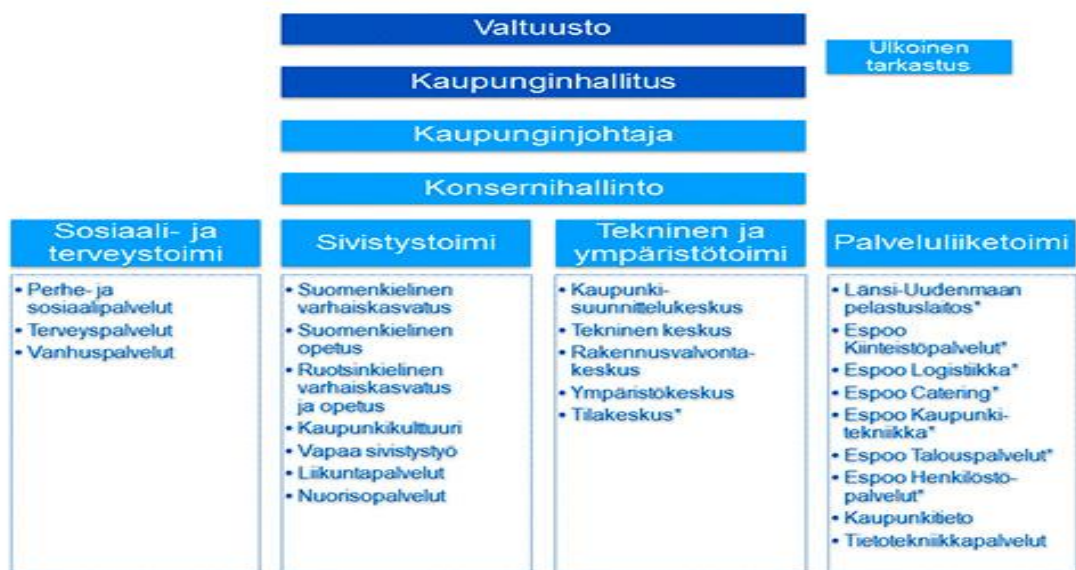 Valtuusto
Ulkoinen
tarkastus
Kaupunginhallitus
Kaupunginjohtaja
Konsernihallinto
Sosiaali- ja
terveystoimi
• Perhe- ja
sosiaalipalvelut
• Terveyspalvelut
• Vanhuspalvelut
Sivistystoimi
• Suomenkielinen
varhaiskasvatus
• Suomenkielinen
opetus
• Ruotsinkielinen
varhaiskasvatus
ja opetus
• Kaupunkikulttuuri
• Vapaa sivistystyö
• Liikuntapalvelut
• Nuorisopalvelut
Tekninen ja
ympäristötoimi
• Kaupunki-
suunnittelukeskus
• Tekninen keskus
• Rakennusvalvonta-
keskus
• Ympäristökeskus
• Tilakeskus*
Palveluliiketoimi
• Länsi-Uudenmaan
pelastuslaitos*
• Espoo
Kiinteistöpalvelut*
• Espoo Logistiikka*
• Espoo Catering*
• Espoo Kaupunki-
tekniikka*
• Espoo Talouspalvelut*
• Espoo Henkilöstö-
palvelut*
• Kaupunkitieto
• Tietotekniikkapalvelut